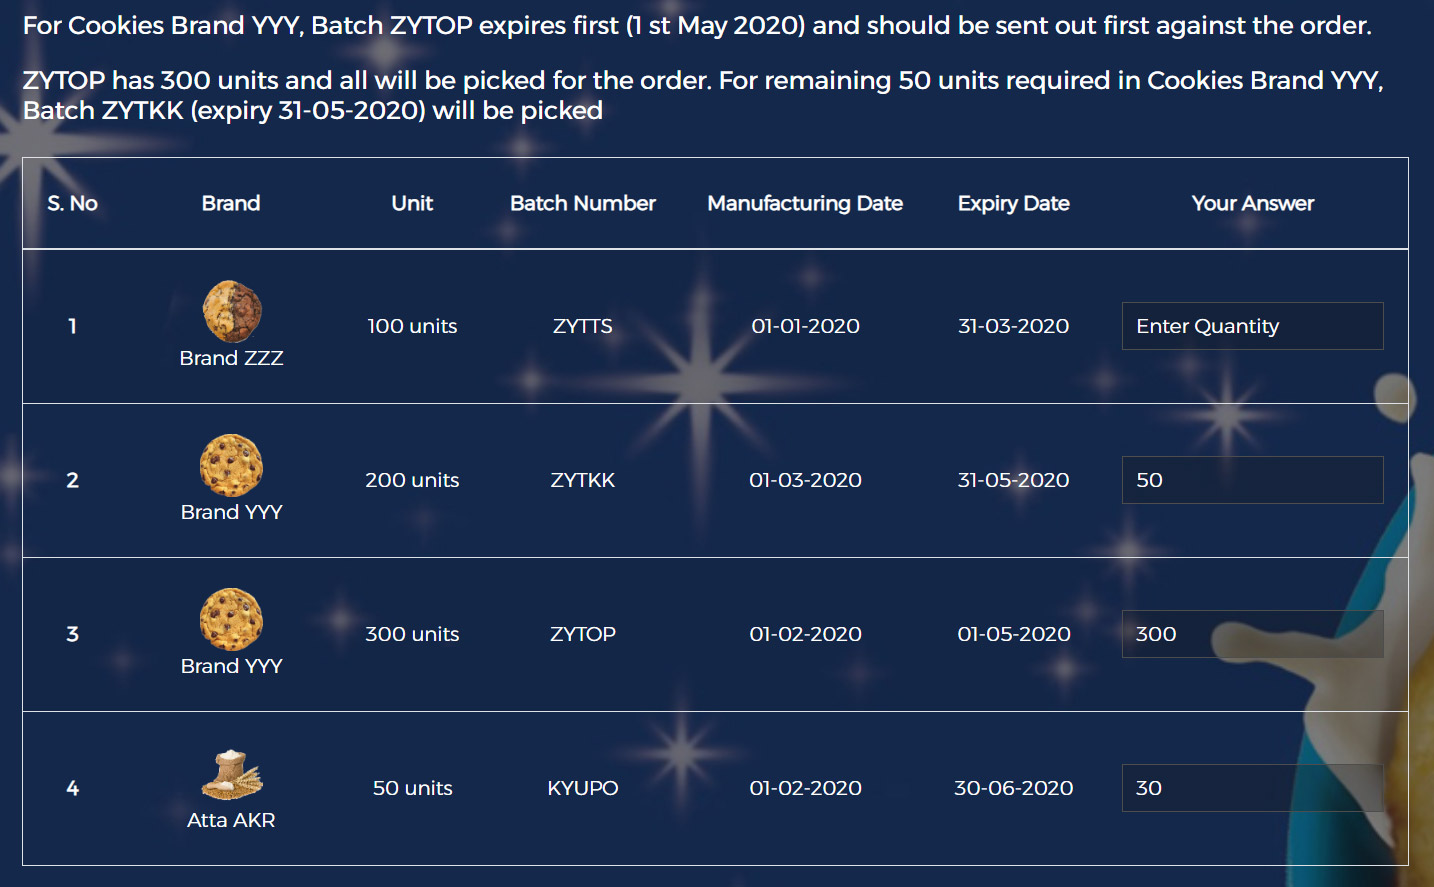 For Cookies Brand YYY, Batch ZYTOP expires first (1 st May 2020) and should be sent out first against the order.
ZYTOP has 300 units and all will be picked for the order. For remaining 50 units required in Cookies Brand YYY,
Batch ZYTKK (expiry 31-05-2020) will be picked
S. No Brand Unit Batch Number Manufacturing Date Expiry Date Your Answer
1 100 units ZYTTS 01-01-2020 31-03-2020 Enter Quantity
Brand ZZZ
2 200 units ZYTKK 01-03-2020 31-05-2020 50
Brand YYY
3 300 units ZYTOP 01-02-2020 01-05-2020 300
Brand YYY
4 50 units KYUPO 01-02-2020 30-06-2020 30
Atta AKR